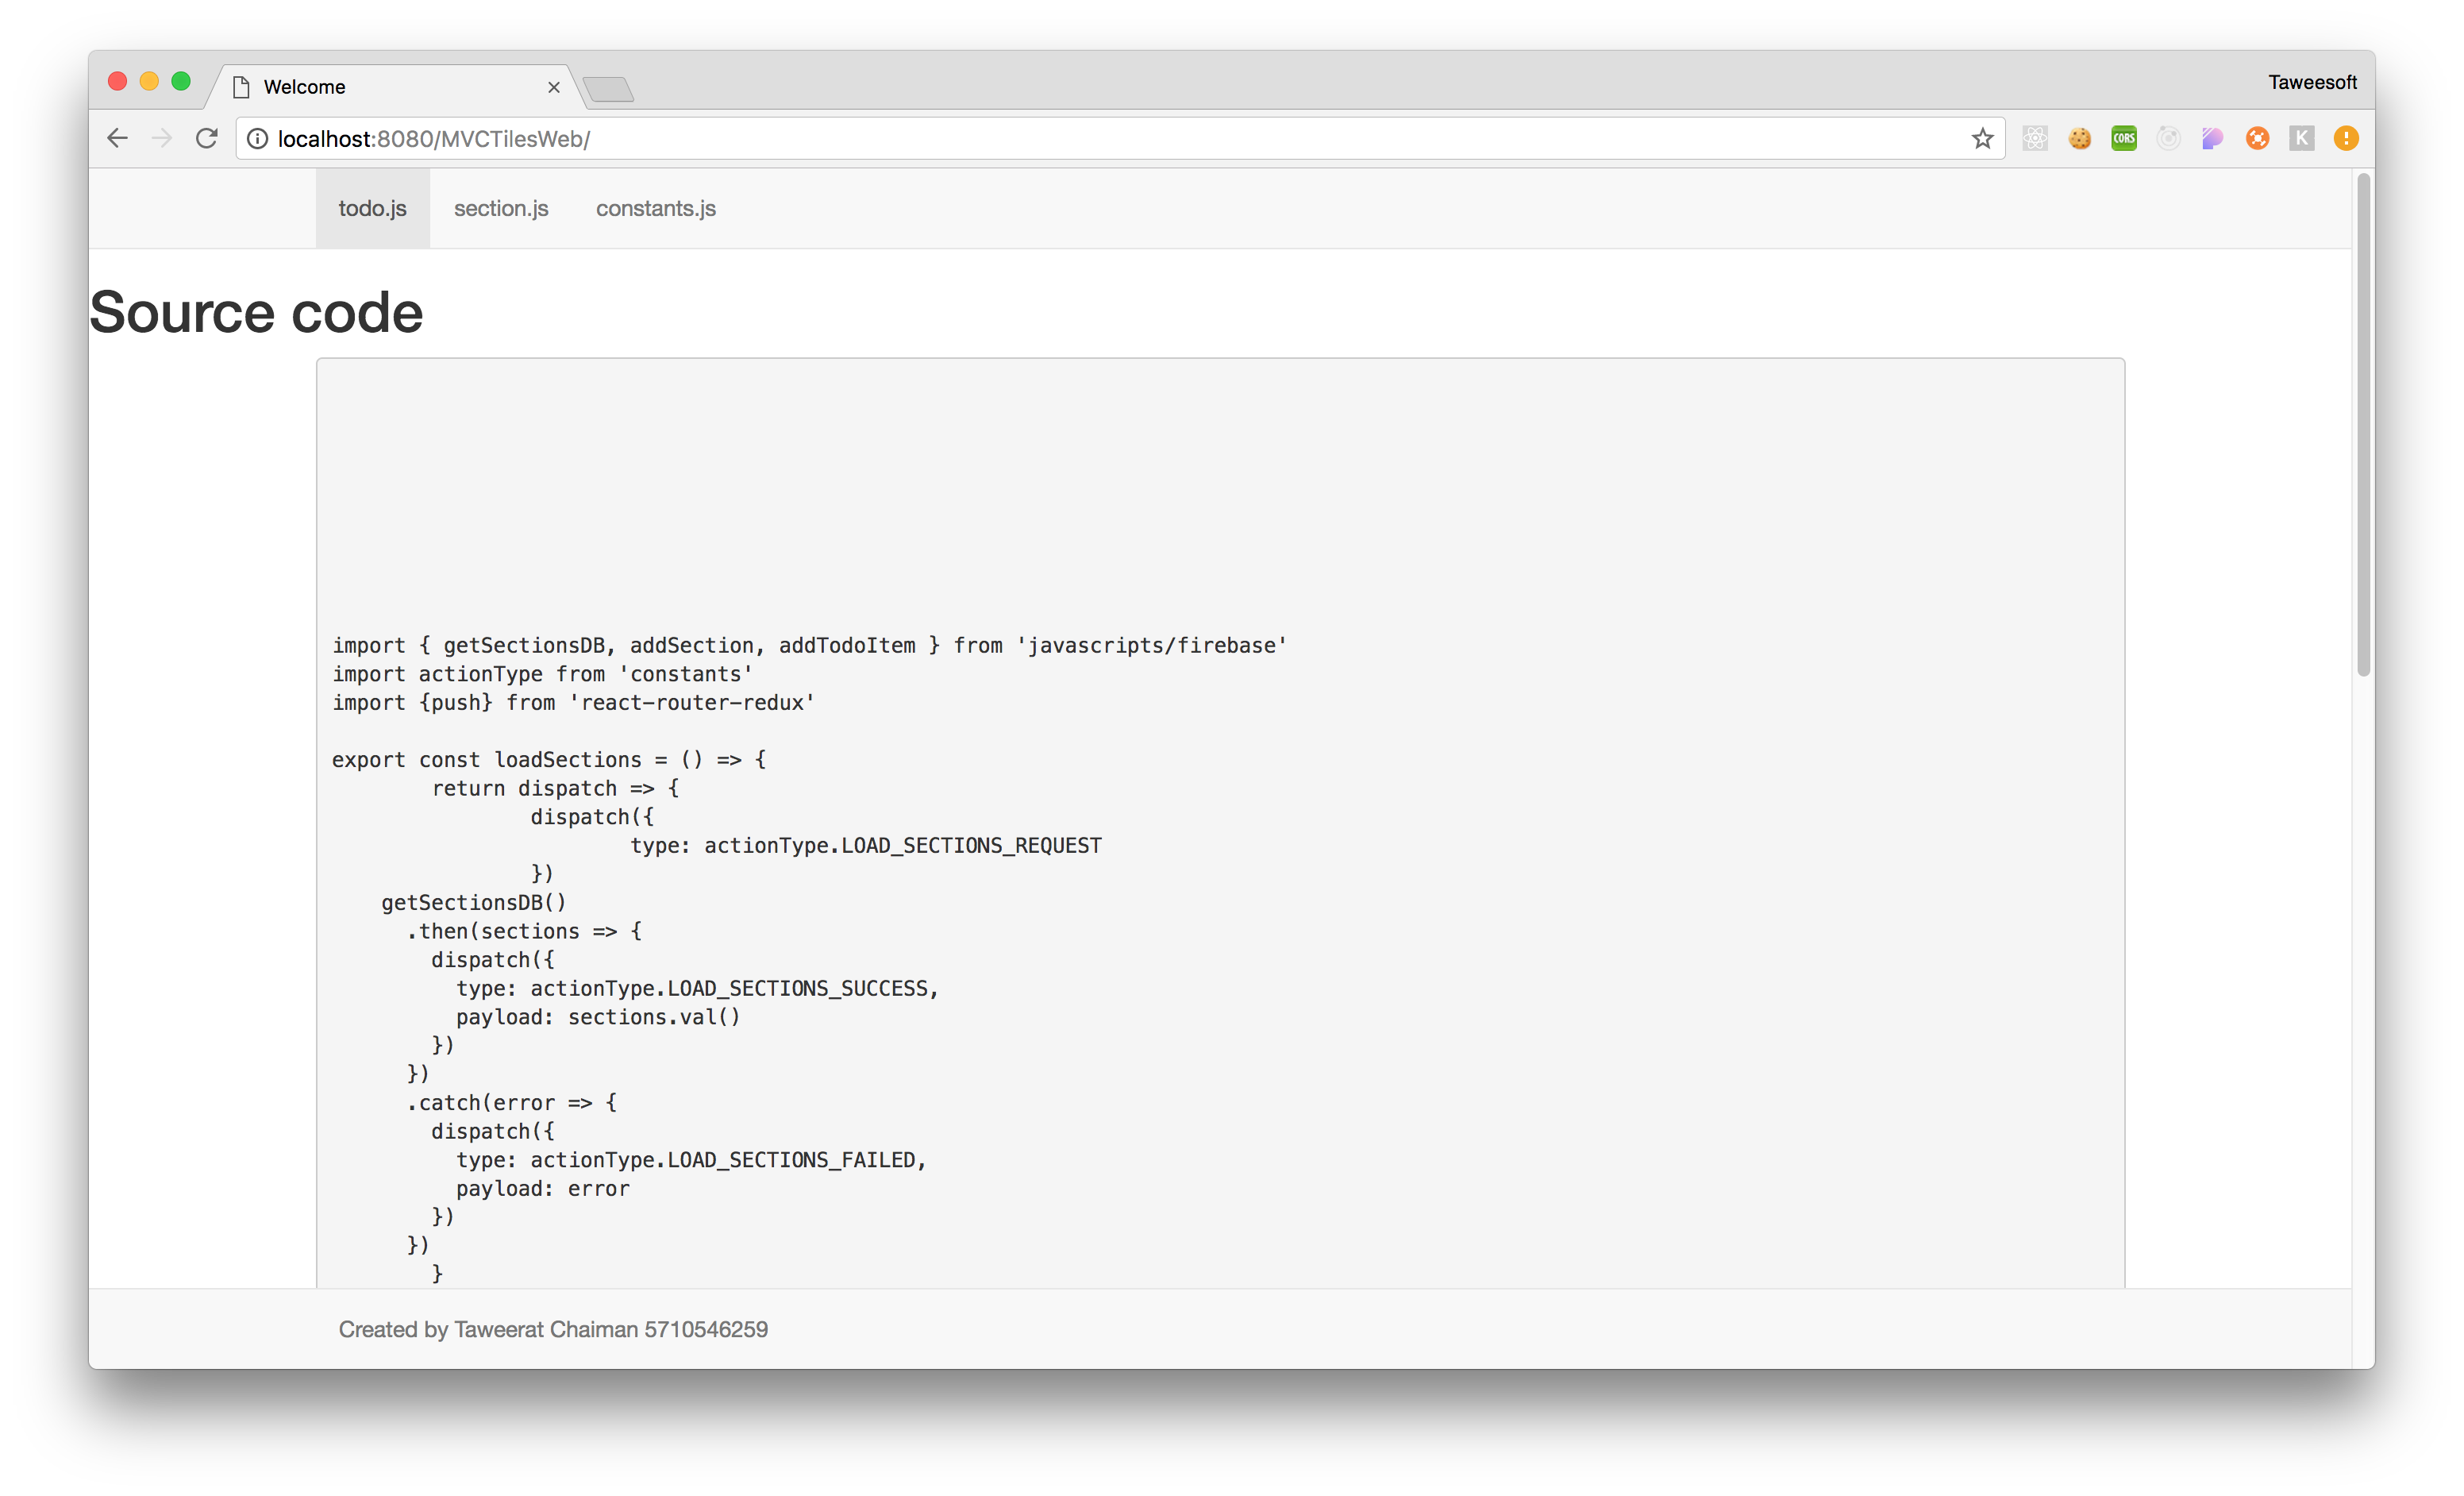 Welcome
Taweesoft
localhost:8080/MVCTilesWeb/
CORS
K
todo.js section.js constants.js
Source code
import { getSectionsDB, addSection, addTodoItem } from 'javascripts/firebase'
import actionType from 'constants'
import {push} from 'react-router-redux'
export const loadSections = () => {
return dispatch => {
dispatch({
type: actionType.LOAD_SECTIONS_REQUEST
})
getSectionsDB()
.then(sections => {
dispatch({
type: actionType.LOAD_SECTIONS_SUCCESS,
payload: sections.val()
})
})
.catch(error => {
dispatch({
type: actionType.LOAD_SECTIONS_FAILED,
payload: error
})
})
}
Created by Taweerat Chaiman 5710546259